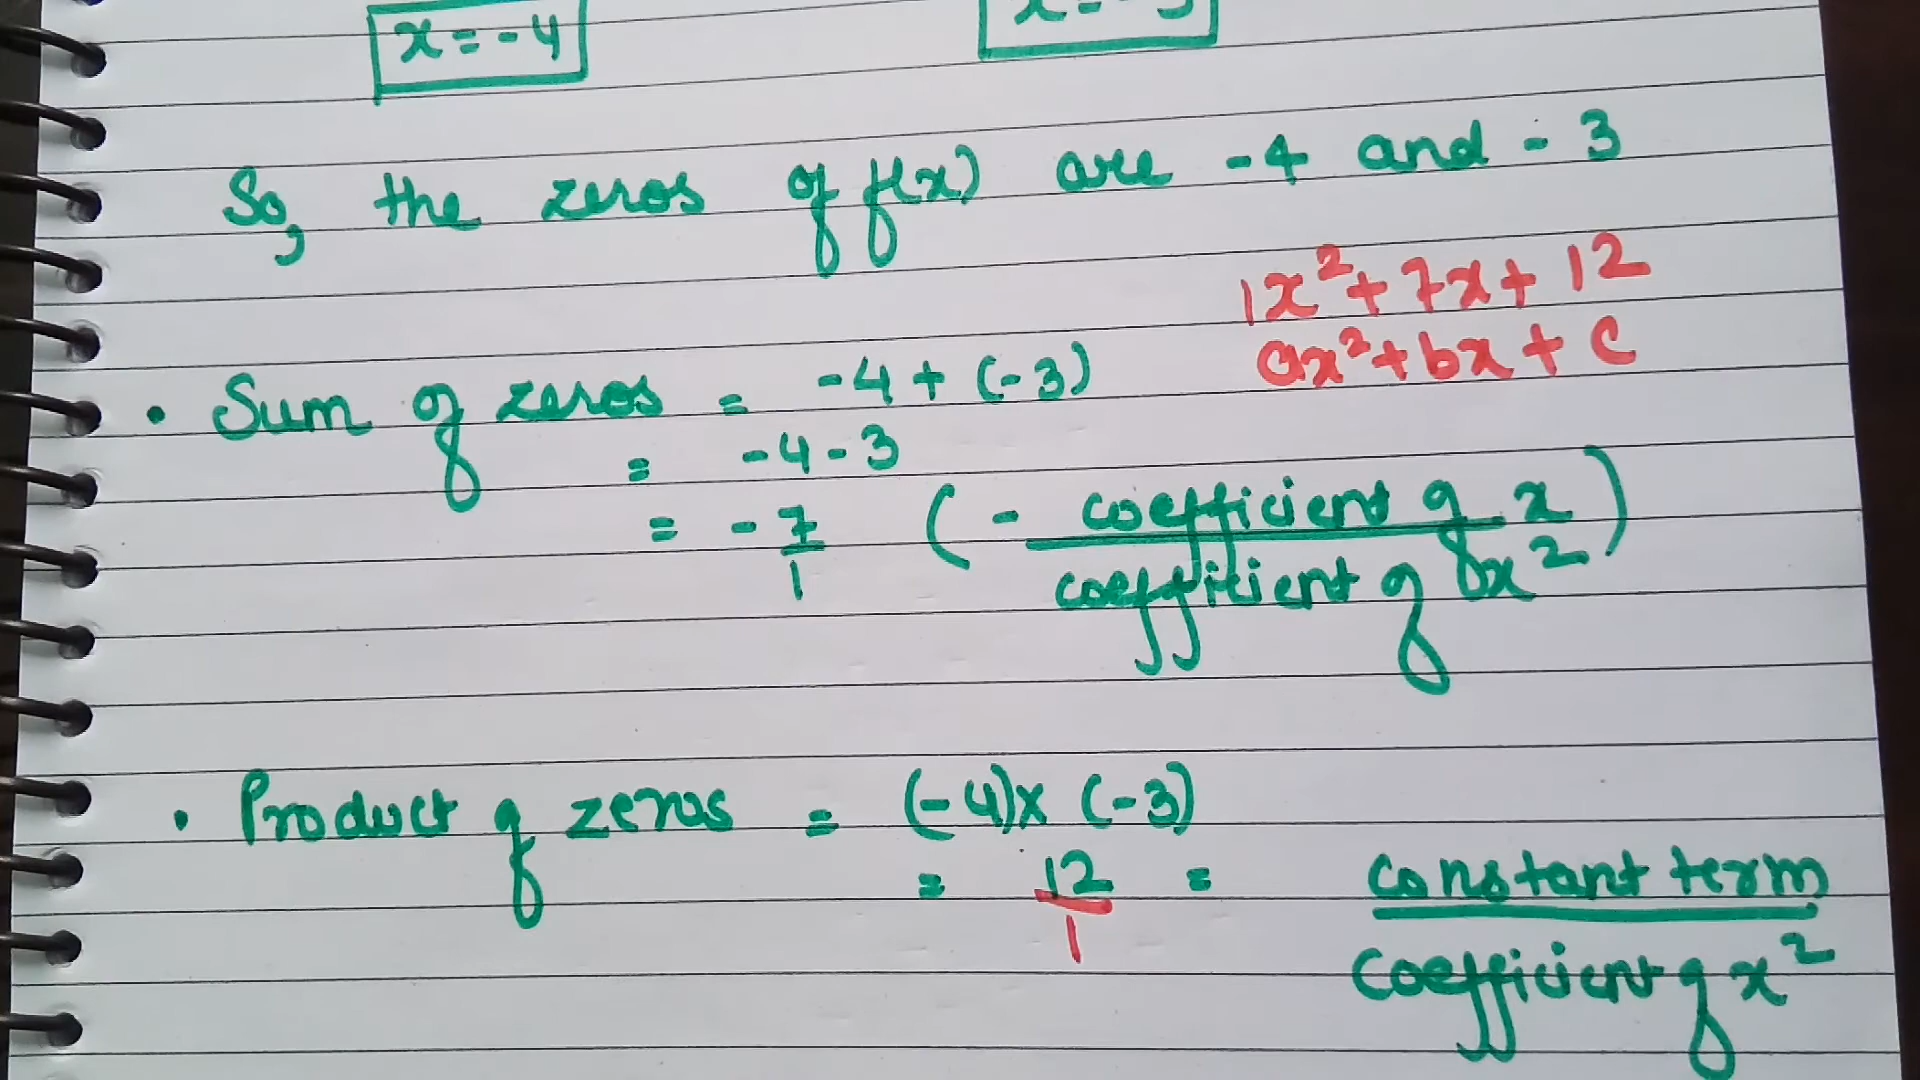 x = -4
x = -3
So, the zeros of f(x) are -4 and - 3
1x² + 7x + 12
ax² + bx + c
• Sum of zeros = -4 + (-3)
= -4 - 3
= -7/1 (- coefficient of x / coefficient of x²)
• Product of zeros = (-4) x (-3)
= 12/1 = constant term / coefficient of x²